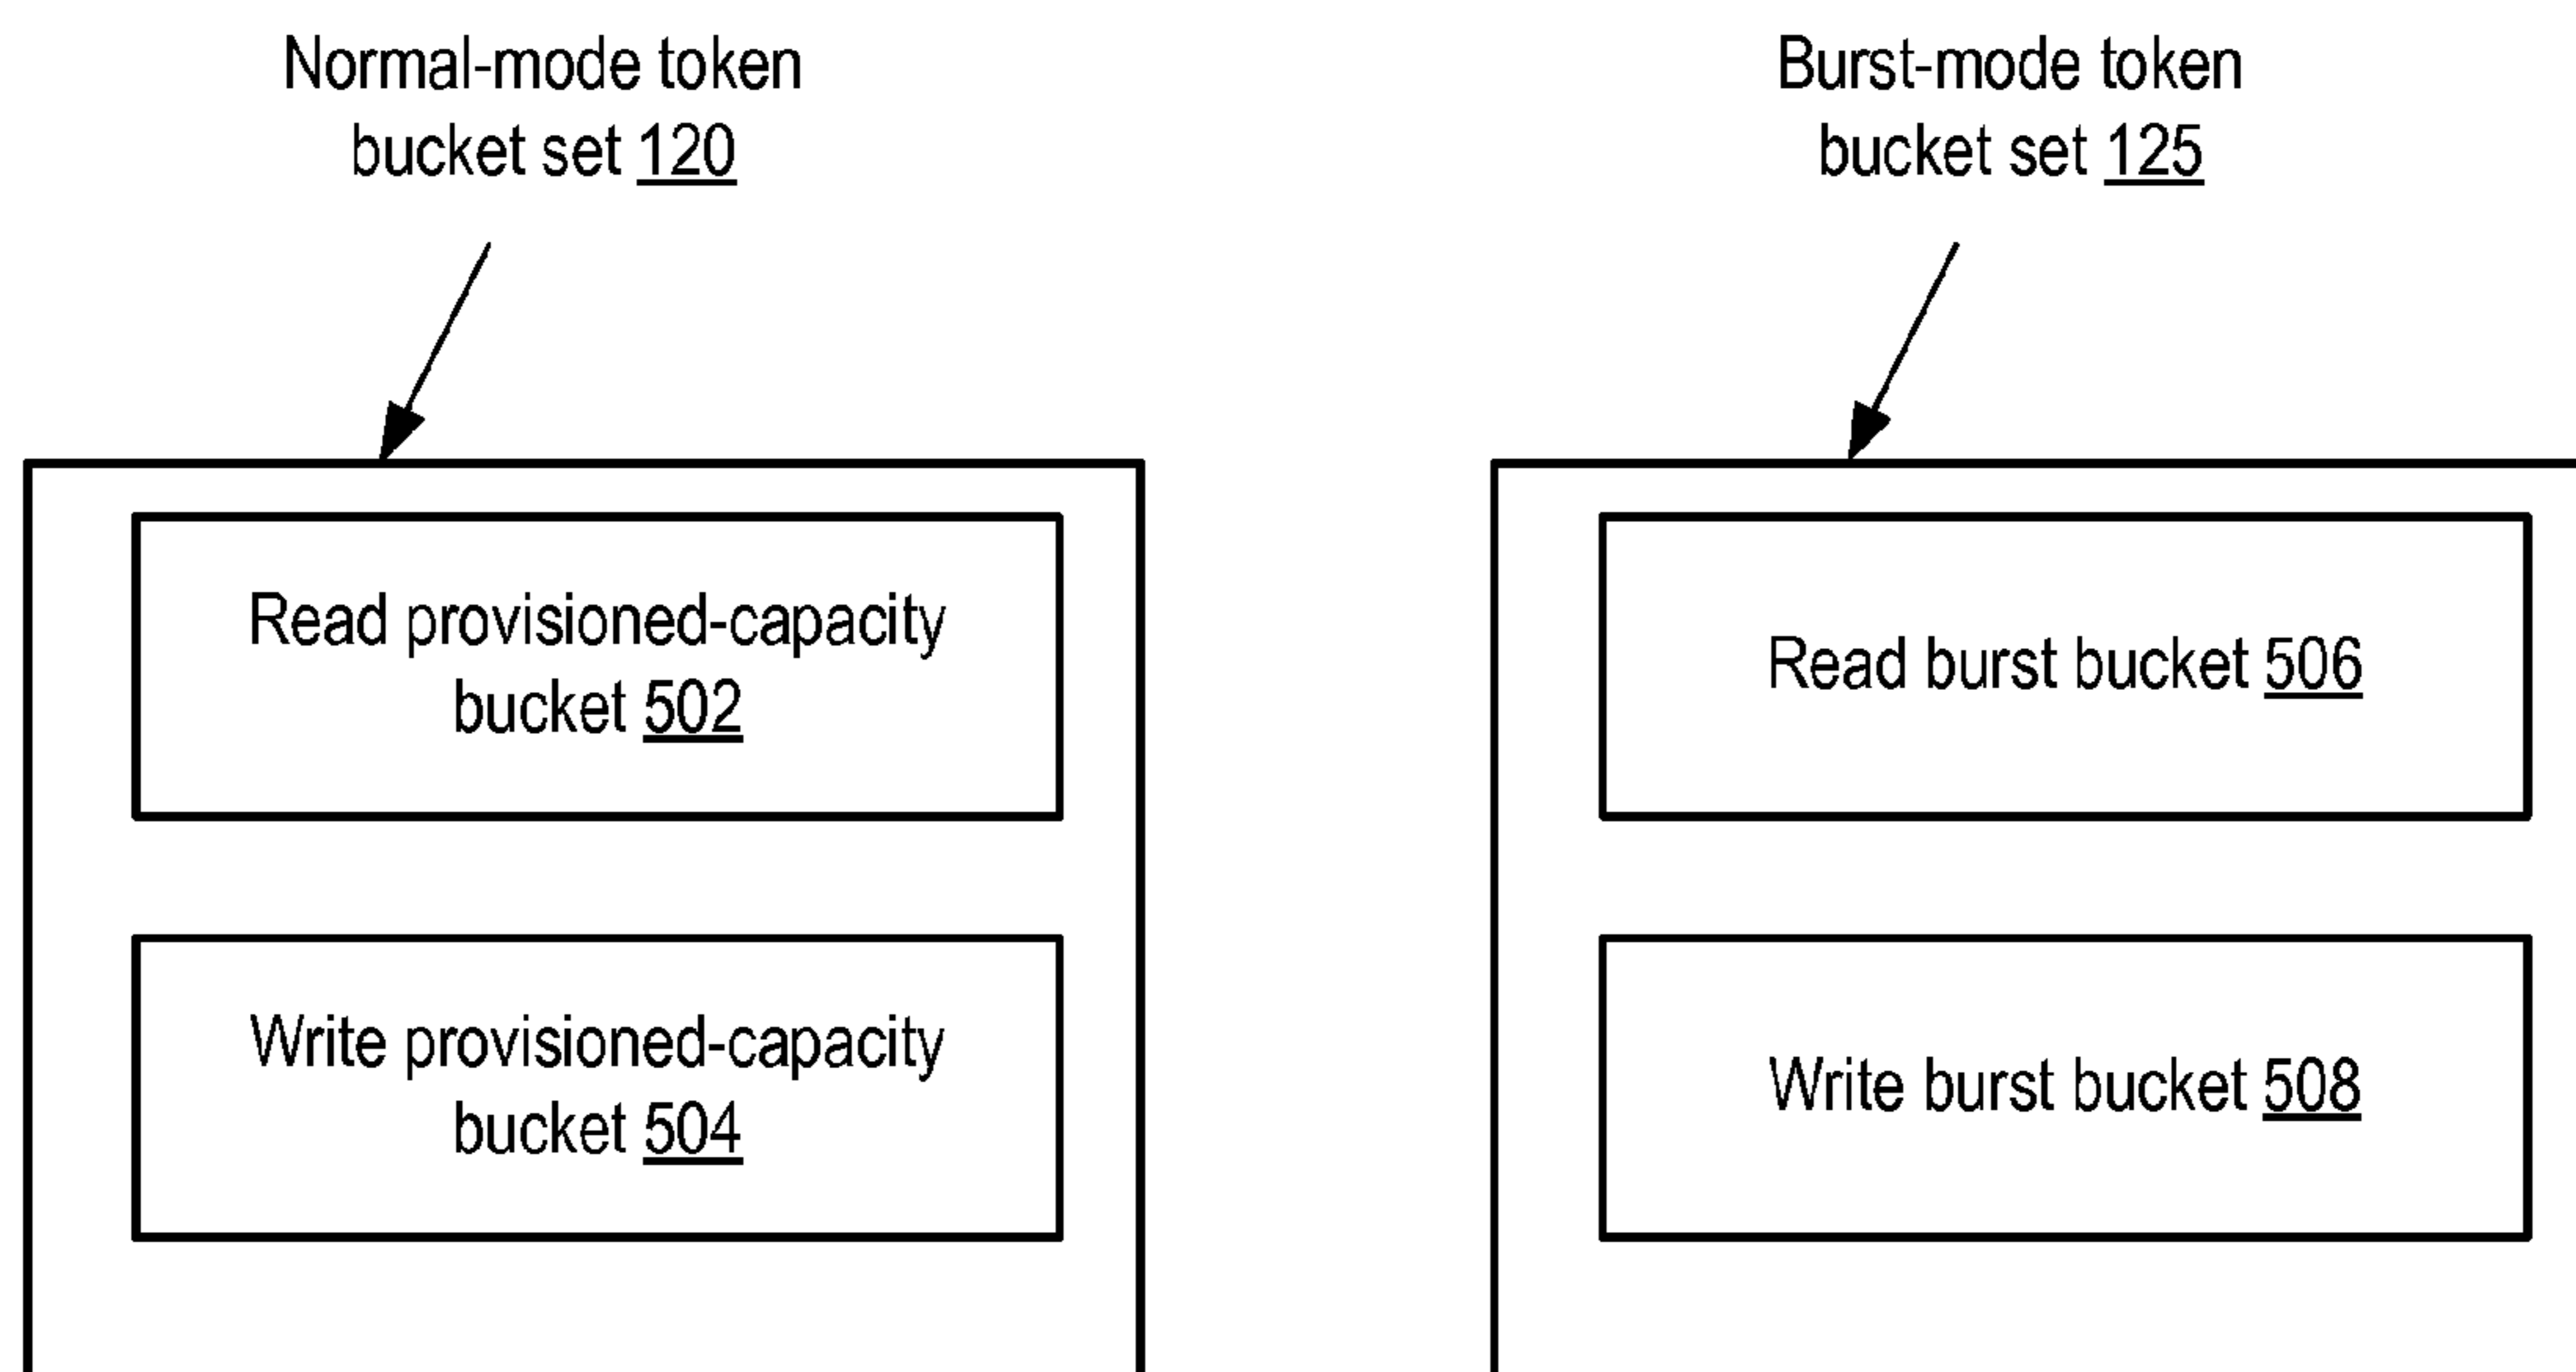 Normal-mode token
bucket set 120
Burst-mode token
bucket set 125
Read provisioned-capacity
bucket 502
Read burst bucket 506
Write provisioned-capacity
bucket 504
Write burst bucket 508